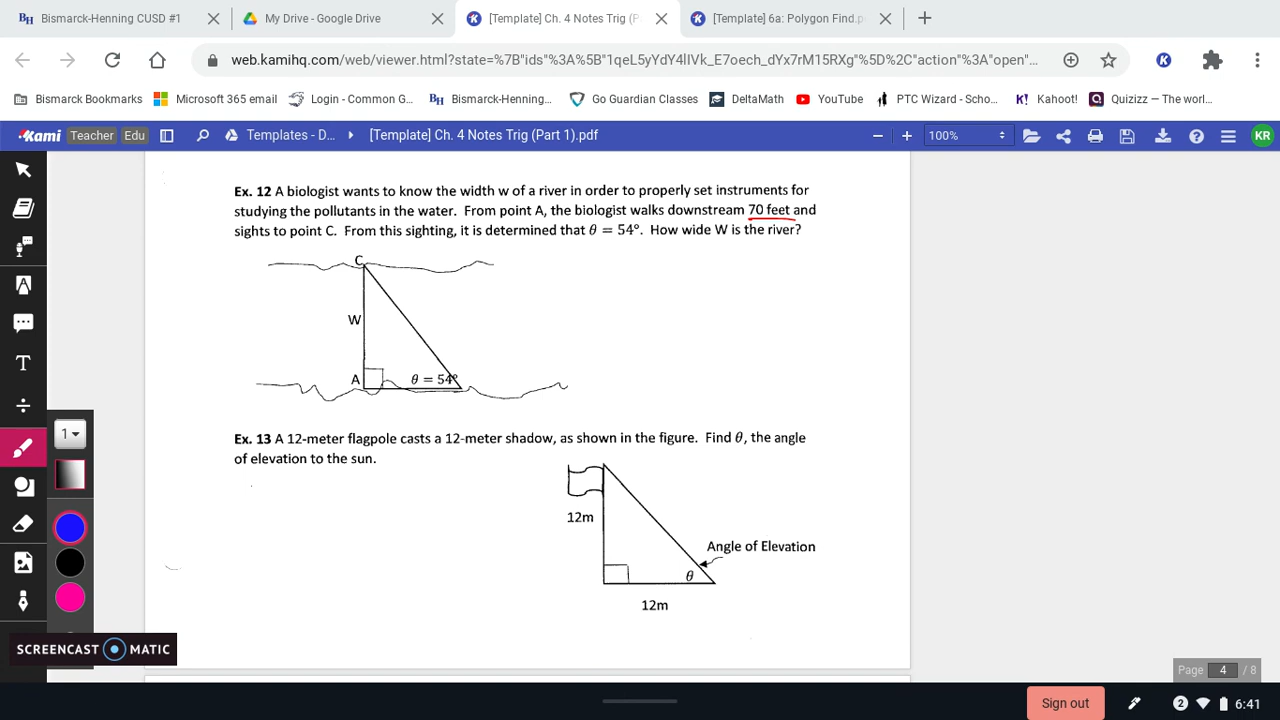 Bismarck-Henning CUSD #1
My Drive - Google Drive
[Template] Ch. 4 Notes Trig (P
[Template] 6a: Polygon Find.p
web.kamihq.com/web/viewer.html?state=%7B"ids"%3A%5B"1qeL5yYdY4lIVk_E7oech_dYx7rM15RXg"%5D%2C"action"%3A"open"...
Bismarck Bookmarks
Microsoft 365 email
Login - Common G...
Bismarck-Henning...
Go Guardian Classes
DeltaMath
YouTube
PTC Wizard - Scho...
Kahoot!
Quizizz — The worl...
Kami Teacher Edu
Templates - D...
[Template] Ch. 4 Notes Trig (Part 1).pdf
100%
KR
Ex. 12 A biologist wants to know the width w of a river in order to properly set instruments for
studying the pollutants in the water. From point A, the biologist walks downstream 70 feet and
sights to point C. From this sighting, it is determined that θ = 54°. How wide W is the river?
C
W
A
θ = 54°
Ex. 13 A 12-meter flagpole casts a 12-meter shadow, as shown in the figure. Find θ, the angle
of elevation to the sun.
12m
Angle of Elevation
θ
12m
1
SCREENCAST MATIC
Page 4 / 8
Sign out
2
6:41